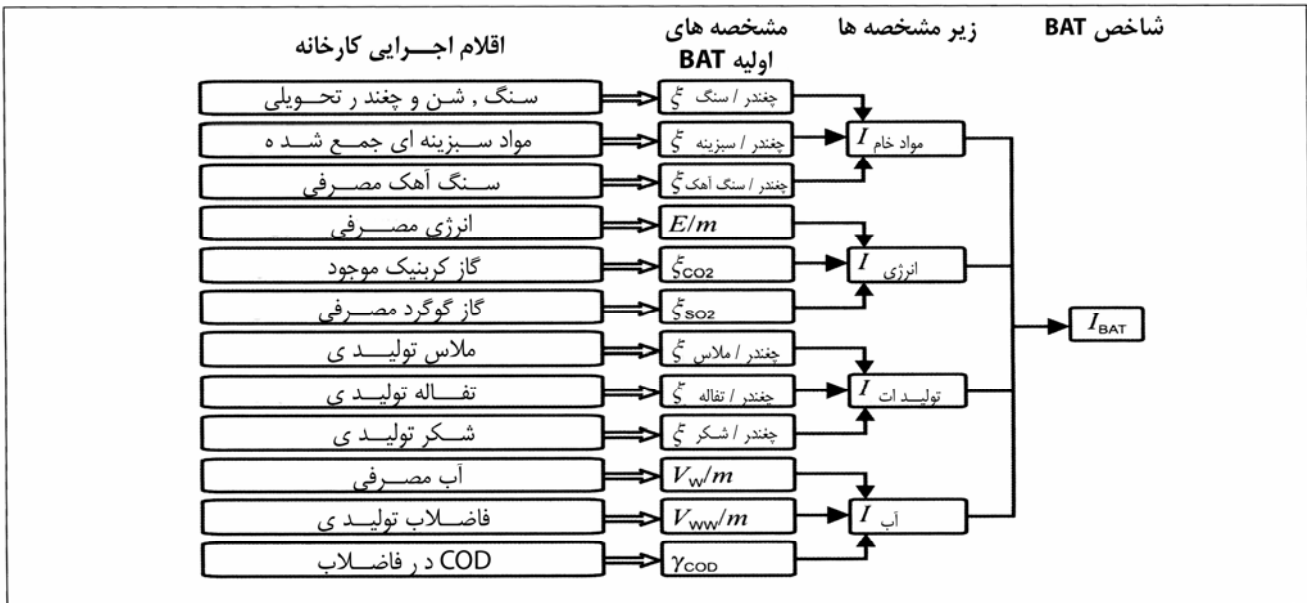 اقلام اجرایی کارخانه
مشخصه های
اولیه BAT
زیر مشخصه ها
شاخص BAT
سنگ , شن و چغند ر تحویلی
ξ چغندر / سنگ
مواد سبزینه ای جمع شد ه
ξ چغندر / سبزینه
I مواد خام
سنگ آهک مصرفی
ξ چغندر / سنگ آهک
انرژی مصرفی
E/m
گاز کربنیک موجود
ξCO2
I انرژی
گاز گوگرد مصرفی
ξSO2
IBAT
ملاس تولید ی
ξ چغندر / ملاس
تفاله تولید ی
ξ چغندر / تفاله
I تولید ات
شکر تولید ی
ξ چغندر / شکر
آب مصرفی
VW/m
فاضلاب تولید ی
VWW/m
I آب
COD د ر فاضلاب
γCOD